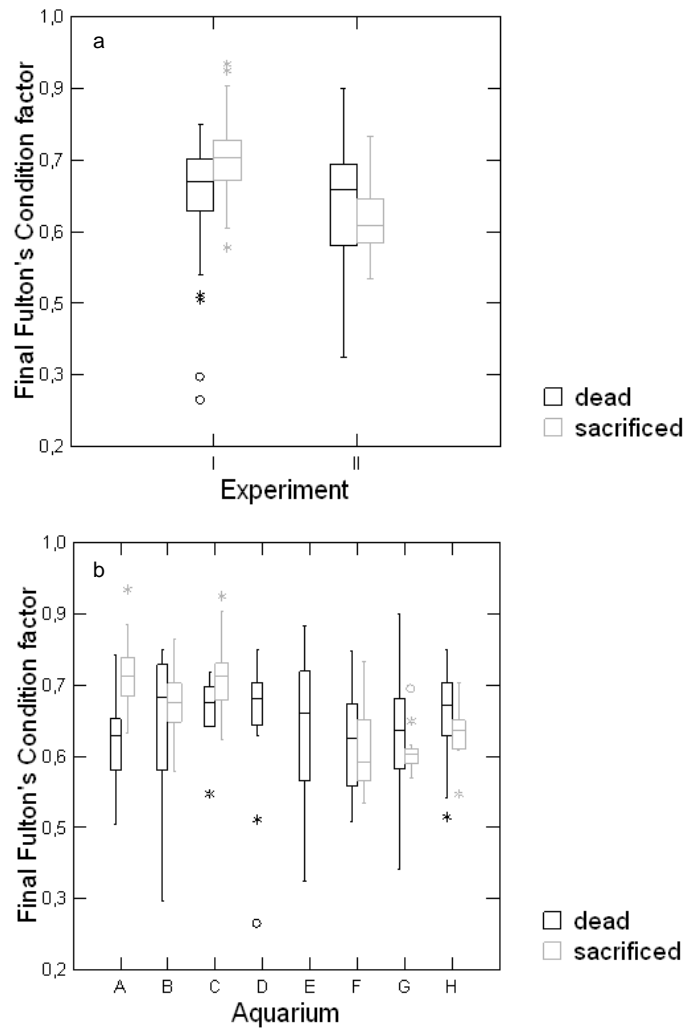 a
Final Fulton's Condition factor
1,0
0,9
0,7
0,6
0,5
0,3
0,2
I II
Experiment
dead
sacrificed
b
Final Fulton's Condition factor
1,0
0,9
0,7
0,6
0,5
0,3
0,2
A B C D E F G H
Aquarium
dead
sacrificed